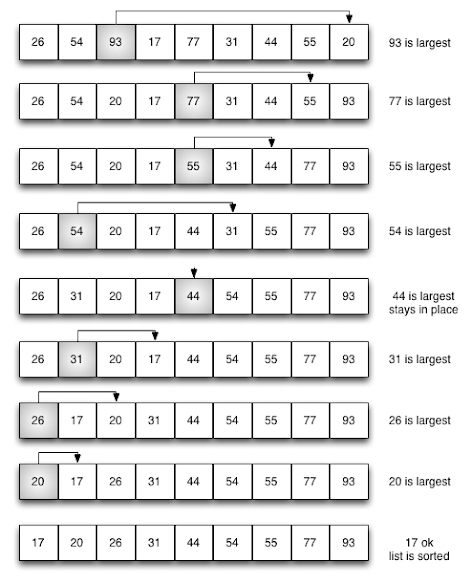 26 54 93 17 77 31 44 55 20 93 is largest
26 54 20 17 77 31 44 55 93 77 is largest
26 54 20 17 55 31 44 77 93 55 is largest
26 54 20 17 44 31 55 77 93 54 is largest
26 31 20 17 44 54 55 77 93 44 is largest
stays in place
26 31 20 17 44 54 55 77 93 31 is largest
26 17 20 31 44 54 55 77 93 26 is largest
20 17 26 31 44 54 55 77 93 20 is largest
17 20 26 31 44 54 55 77 93 17 ok
list is sorted